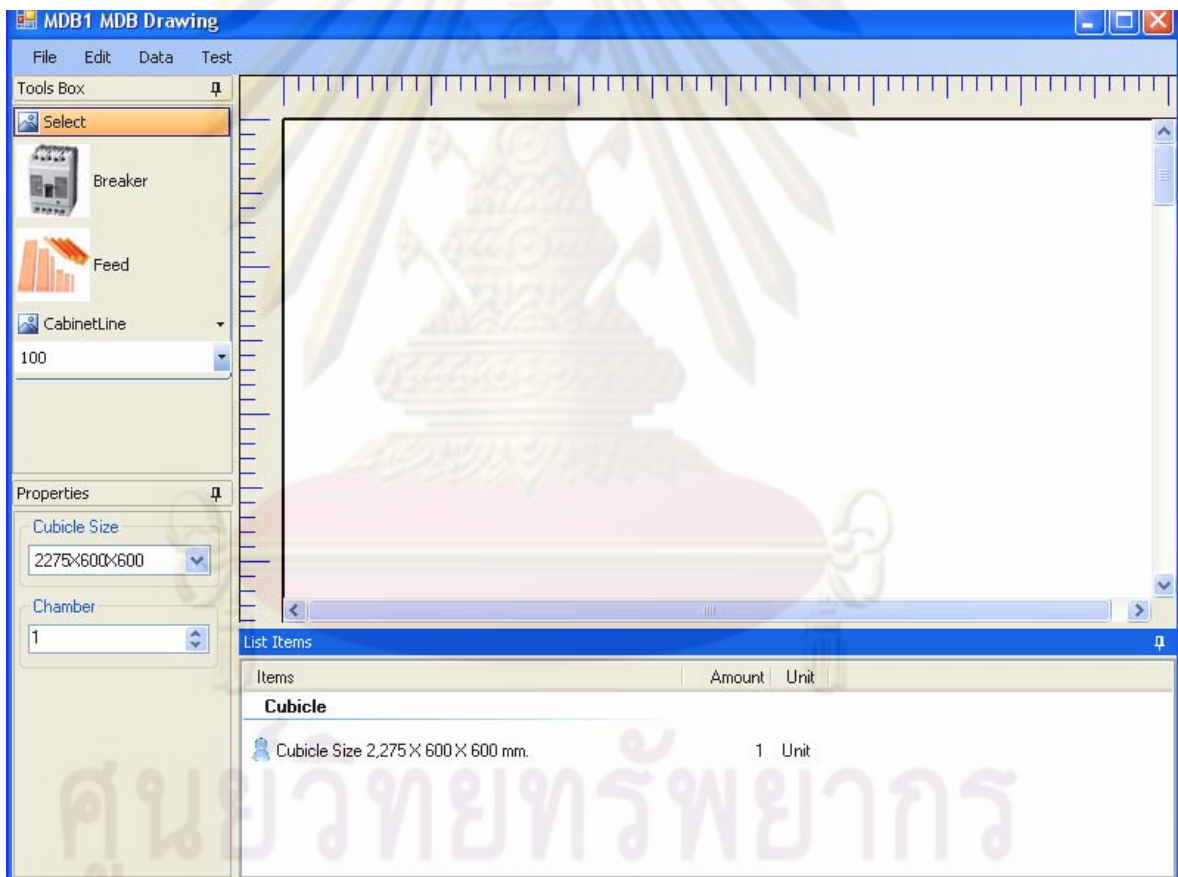 MDB1 MDB Drawing
File Edit Data Test
Tools Box
Select
Breaker
Feed
CabinetLine
100
Properties
Cubicle Size
2275X600X600
Chamber
1
List Items
Items Amount Unit
Cubicle
Cubicle Size 2,275 X 600 X 600 mm. 1 Unit
ศูนย์วิทยทรัพยากร